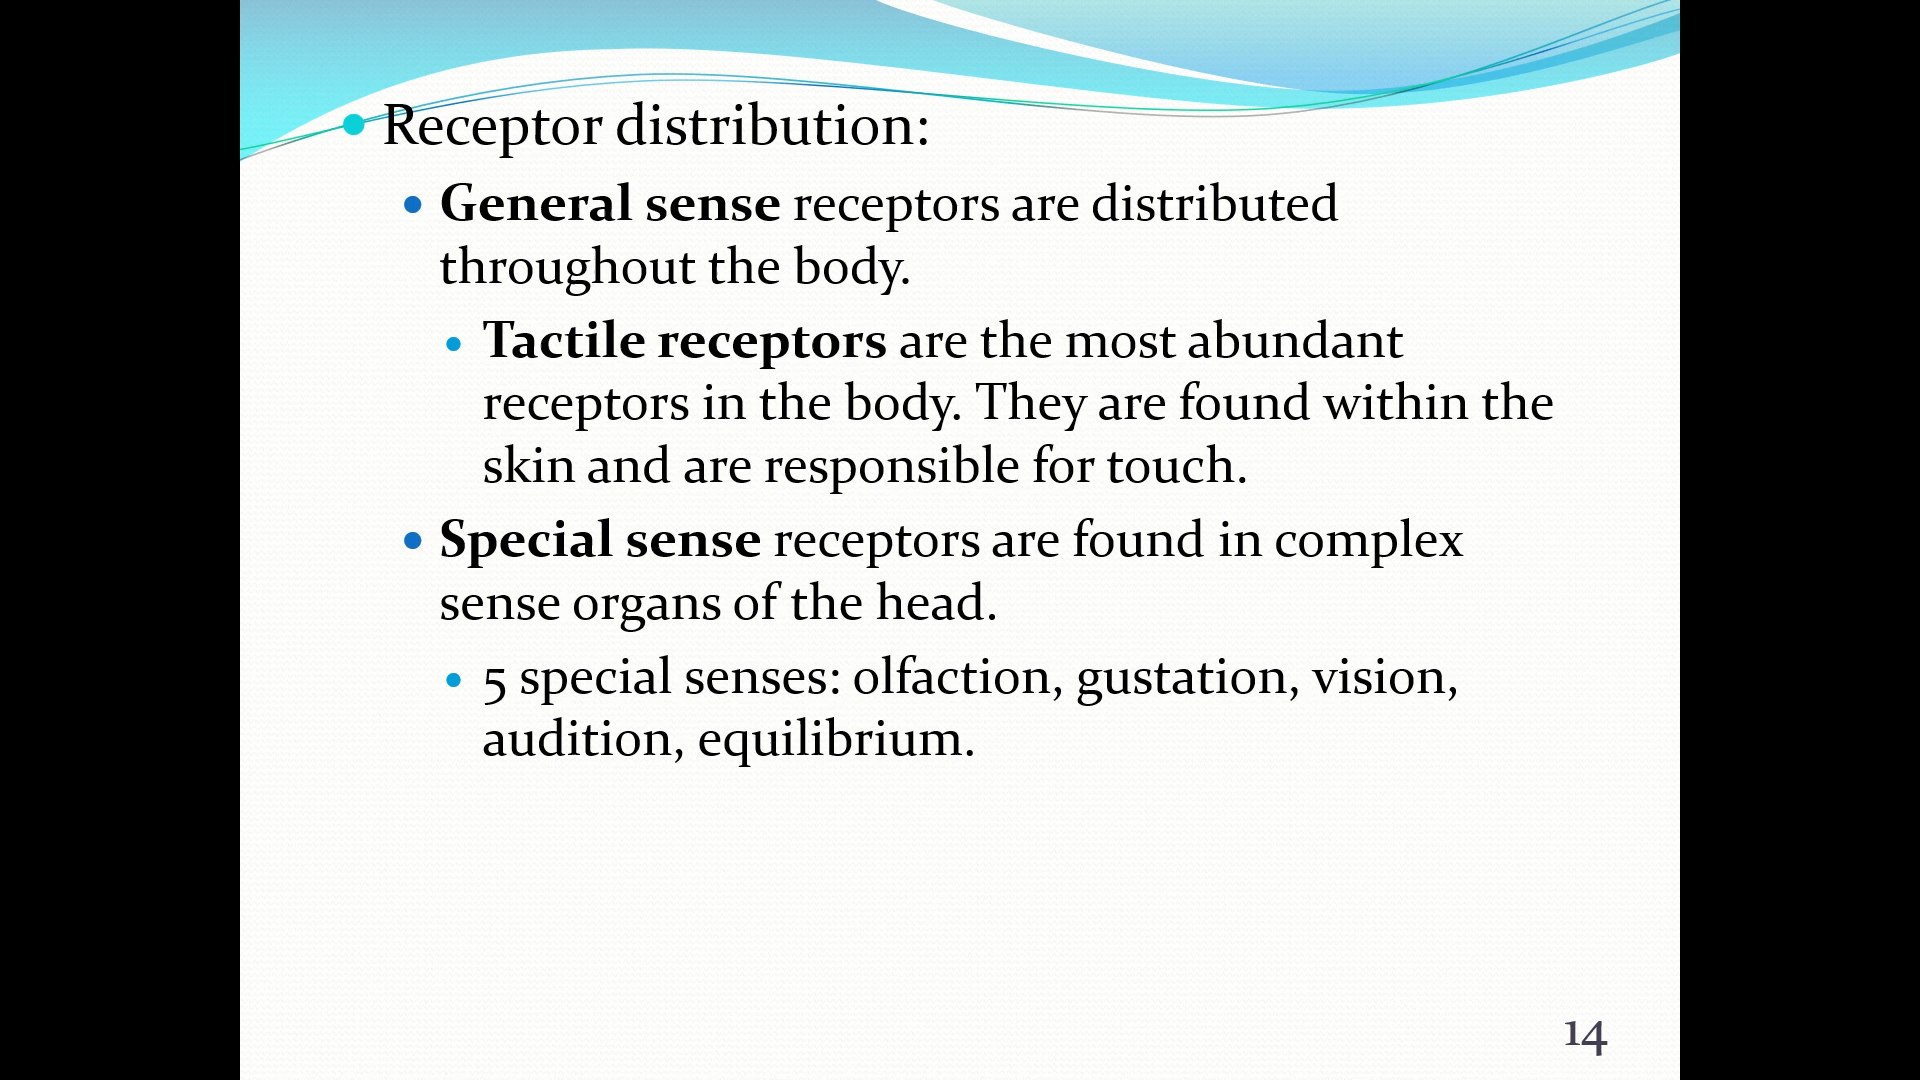 • Receptor distribution:
• General sense receptors are distributed
throughout the body.
• Tactile receptors are the most abundant
receptors in the body. They are found within the
skin and are responsible for touch.
• Special sense receptors are found in complex
sense organs of the head.
• 5 special senses: olfaction, gustation, vision,
audition, equilibrium.
14